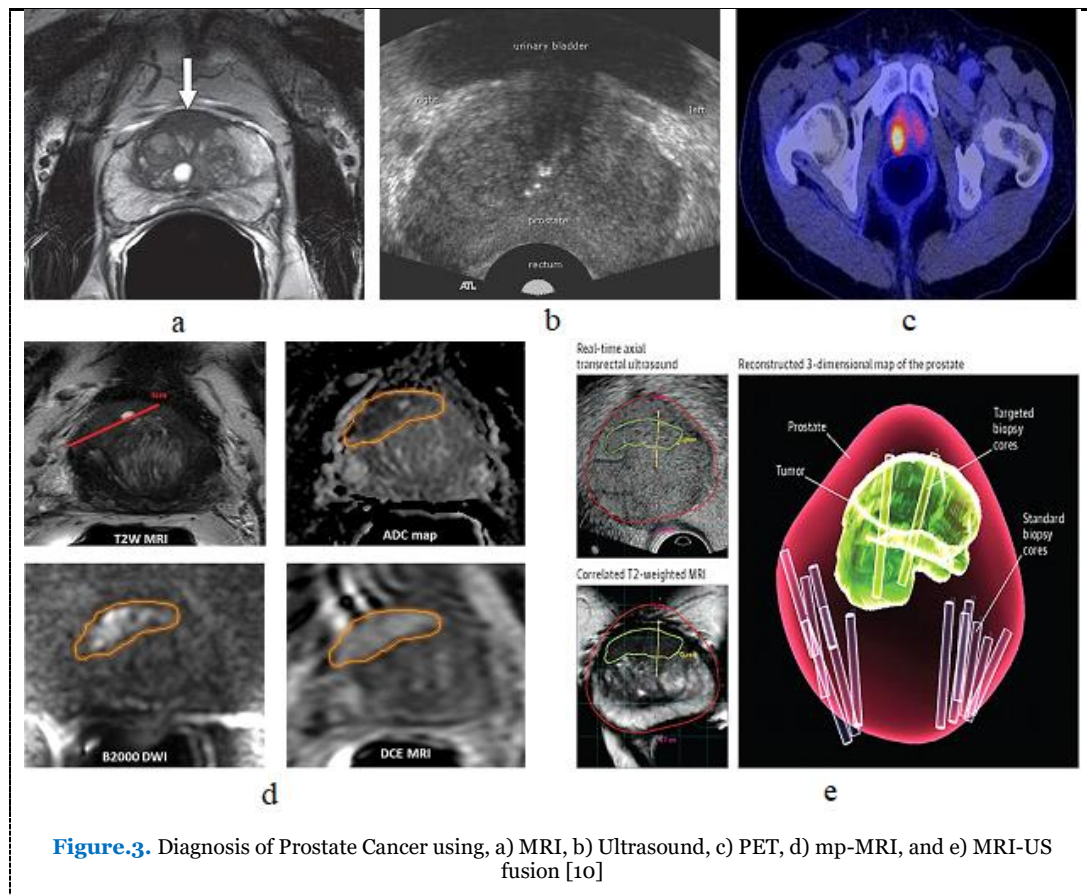 urinary bladder
right
left
prostate
rectum
ATL
a
b
c
T2W MRI
ADC map
B2000 DWI
DCE MRI
d
Real-time axial
transrectal ultrasound
Correlated T2-weighted MRI
Reconstructed 3-dimensional map of the prostate
Prostate
Tumor
Targeted
biopsy
cores
Standard
biopsy
cores
e
Figure.3. Diagnosis of Prostate Cancer using, a) MRI, b) Ultrasound, c) PET, d) mp-MRI, and e) MRI-US
fusion [10]